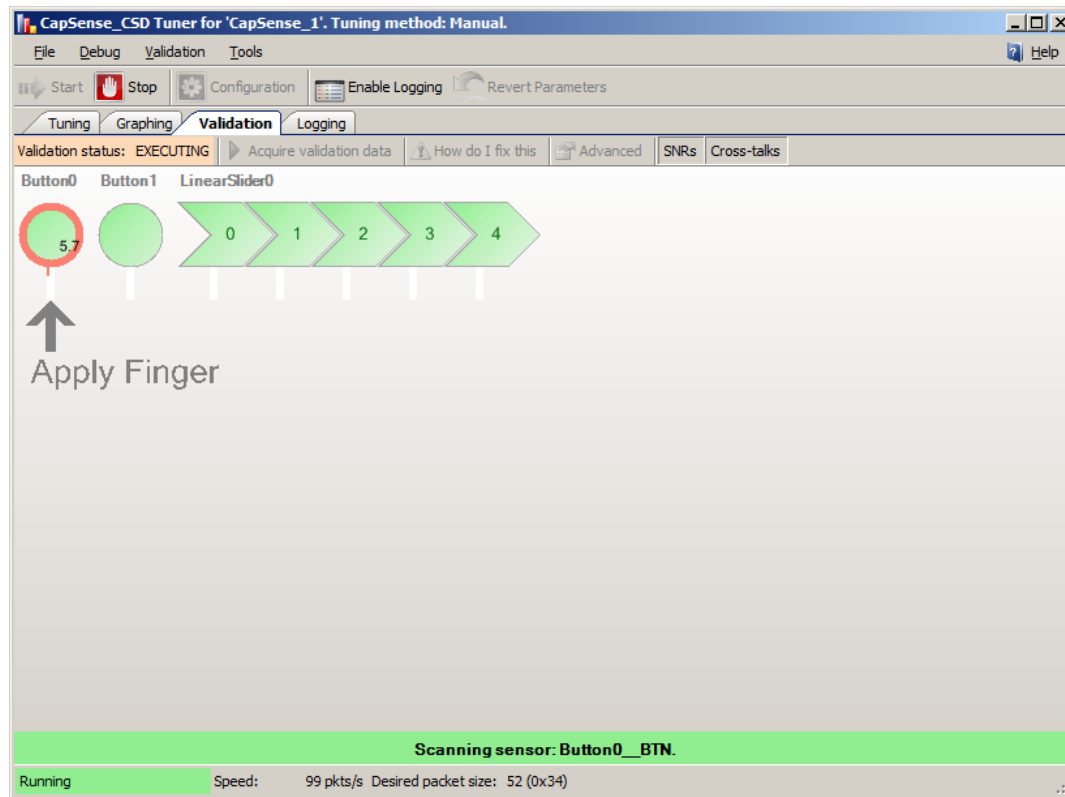 CapSense_CSD Tuner for 'CapSense_1'. Tuning method: Manual.
File Debug Validation Tools Help
Start Stop Configuration Enable Logging Revert Parameters
Tuning Graphing Validation Logging
Validation status: EXECUTING Acquire validation data How do I fix this Advanced SNRs Cross-talks
Button0 Button1 LinearSlider0
5.7 0 1 2 3 4
Apply Finger
Scanning sensor: Button0__BTN.
Running Speed: 99 pkts/s Desired packet size: 52 (0x34)